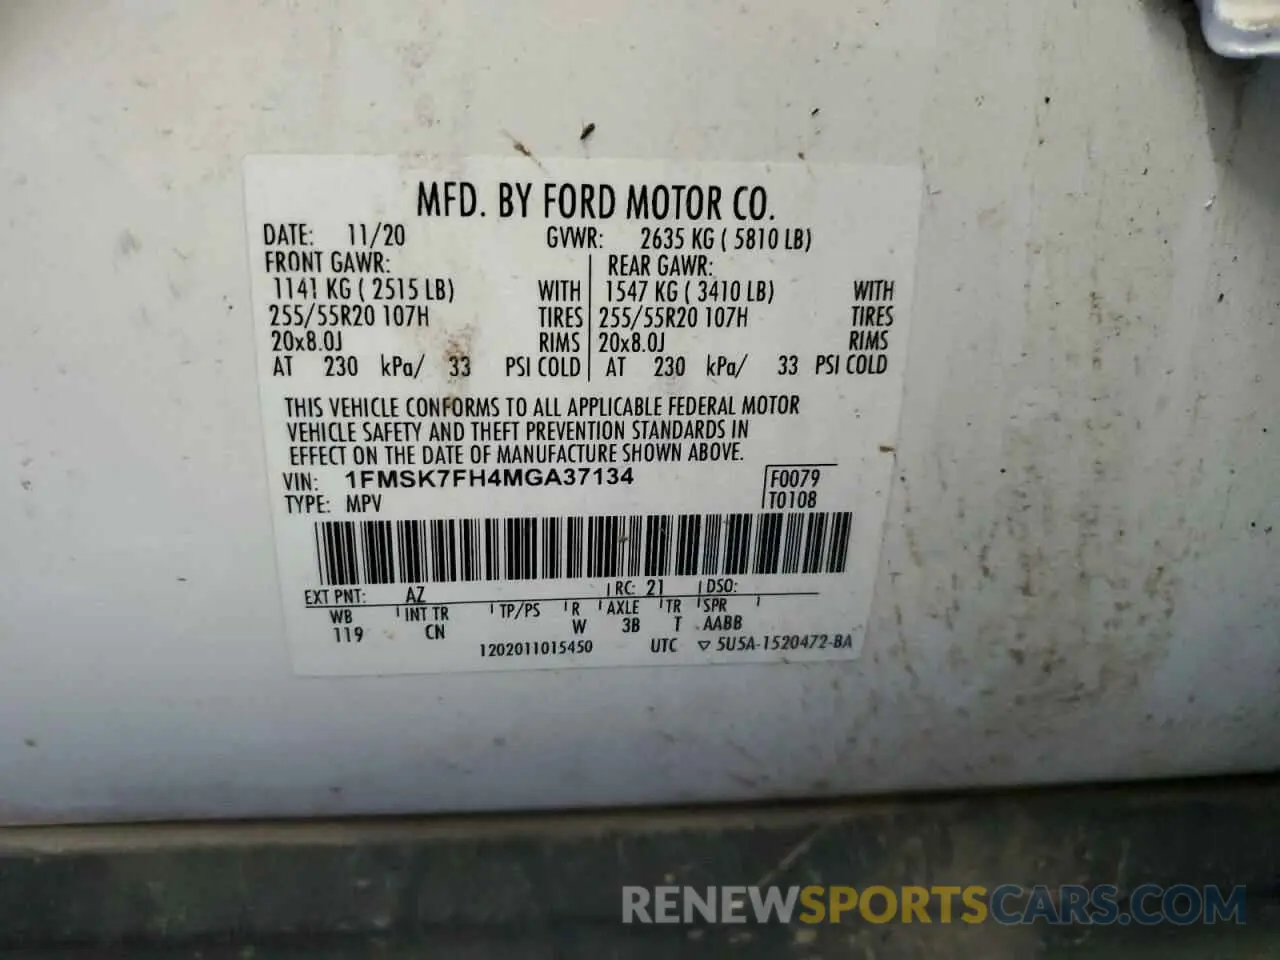 MFD. BY FORD MOTOR CO.
DATE: 11/20 GVWR: 2635 KG ( 5810 LB)
FRONT GAWR: REAR GAWR:
1141 KG ( 2515 LB) WITH 1547 KG ( 3410 LB) WITH
255/55R20 107H TIRES 255/55R20 107H TIRES
20x8.0J RIMS 20x8.0J RIMS
AT 230 kPa/ 33 PSI COLD AT 230 kPa/ 33 PSI COLD
THIS VEHICLE CONFORMS TO ALL APPLICABLE FEDERAL MOTOR
VEHICLE SAFETY AND THEFT PREVENTION STANDARDS IN
EFFECT ON THE DATE OF MANUFACTURE SHOWN ABOVE.
VIN: 1FMSK7FH4MGA37134 F0079
TYPE: MPV T0108
EXT PNT: AZ RC: 21 DSO:
WB INT TR TP/PS R AXLE TR SPR
119 CN W 3B T AABB
1202011015450 UTC ▽ 5U5A-1520472-BA
RENEWSPORTSCARS.COM